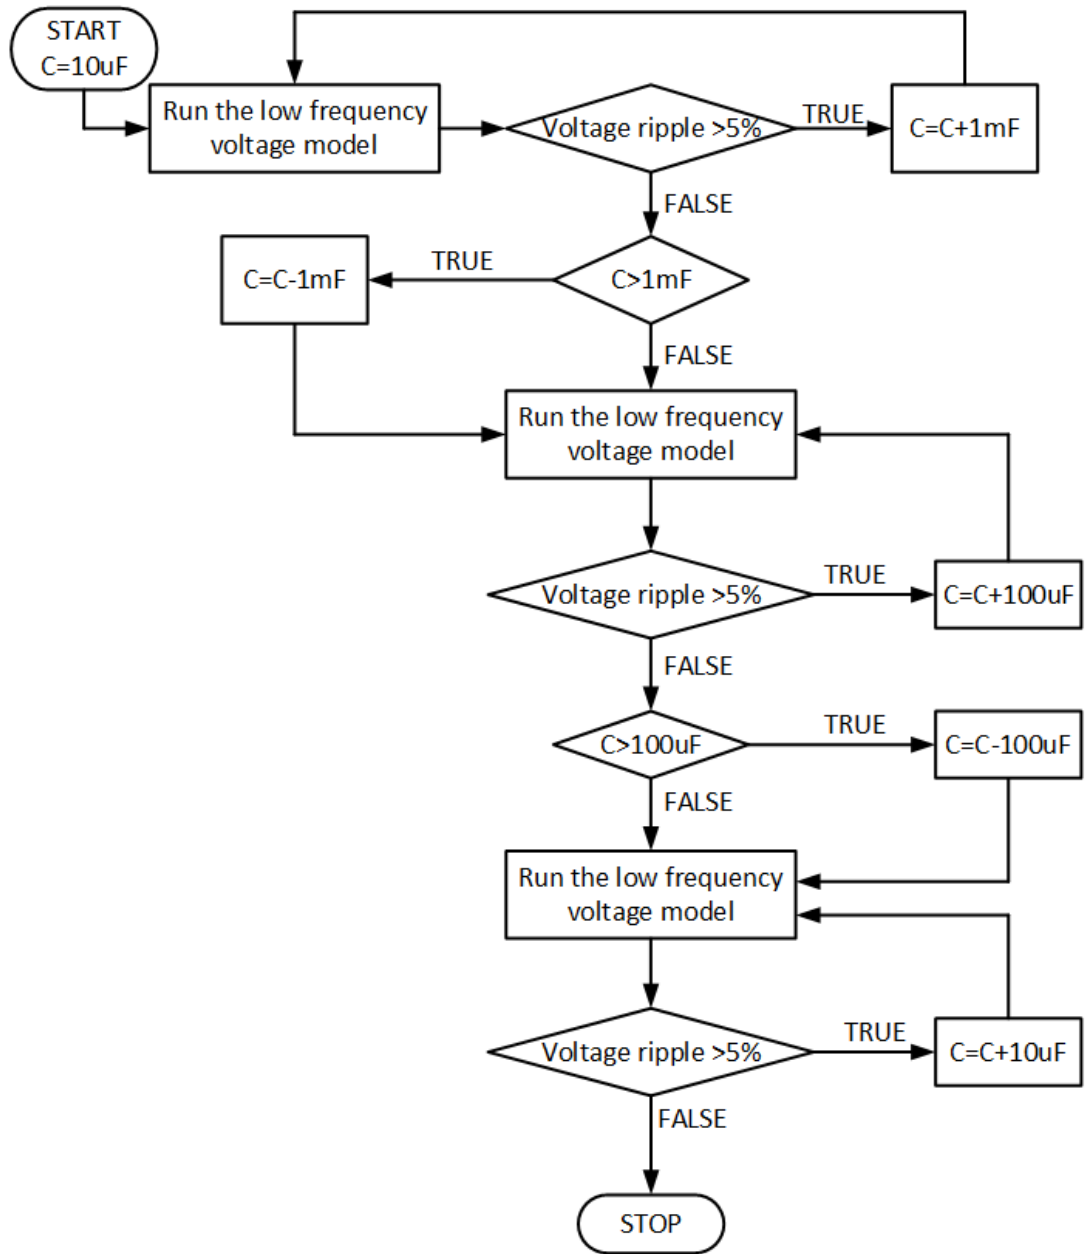 START
C=10uF
Run the low frequency
voltage model
Voltage ripple >5%
TRUE
C=C+1mF
FALSE
C=C-1mF
TRUE
C>1mF
FALSE
Run the low frequency
voltage model
Voltage ripple >5%
TRUE
C=C+100uF
FALSE
C>100uF
TRUE
C=C-100uF
FALSE
Run the low frequency
voltage model
Voltage ripple >5%
TRUE
C=C+10uF
FALSE
STOP